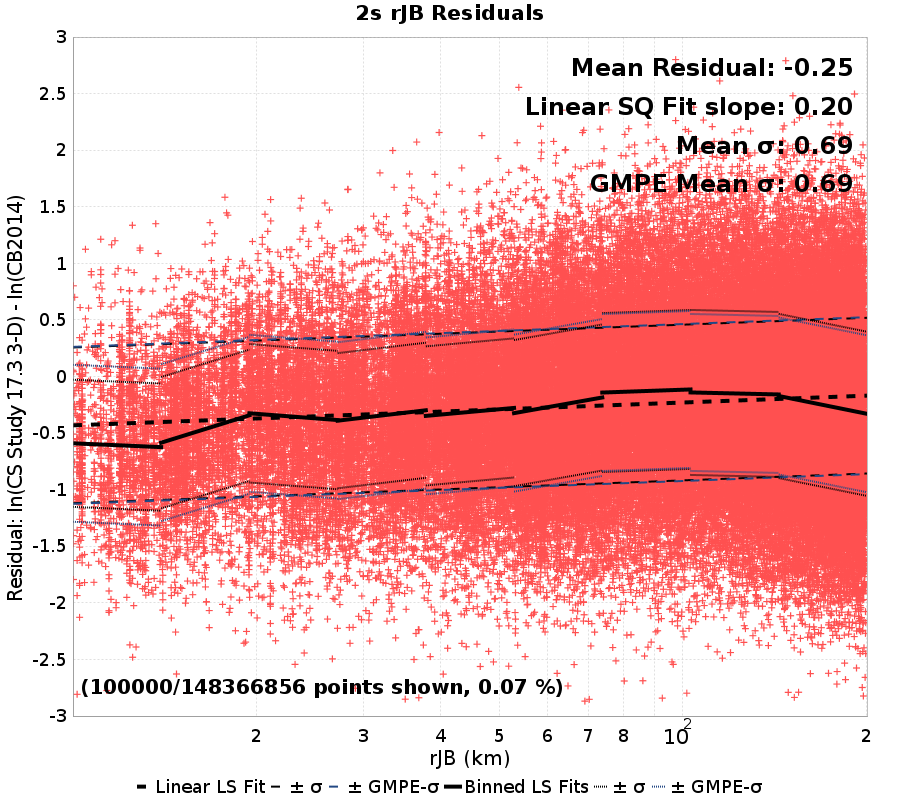 2s rJB Residuals
Mean Residual: -0.25
Linear SQ Fit slope: 0.20
Mean σ: 0.69
GMPE Mean σ: 0.69
Residual: ln(CS Study 17.3 3-D) - ln(CB2014)
3
2.5
2
1.5
1
0.5
0
-0.5
-1
-1.5
-2
-2.5
-3
(100000/148366856 points shown, 0.07 %)
2 3 4 5 6 7 8 10² 2
rJB (km)
Linear LS Fit ± σ ± GMPE-σ Binned LS Fits ± σ ± GMPE-σ